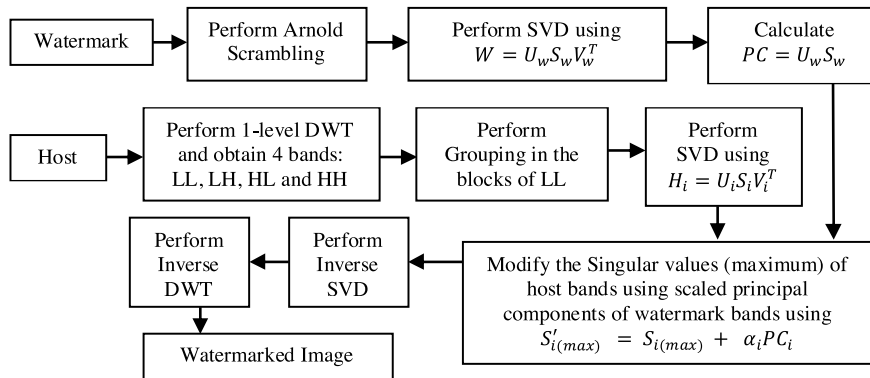 Watermark
Perform Arnold
Scrambling
Perform SVD using
$W = U_w S_w V_w^T$
Calculate
$PC = U_w S_w$
Host
Perform 1-level DWT
and obtain 4 bands:
LL, LH, HL and HH
Perform
Grouping in the
blocks of LL
Perform
SVD using
$H_i = U_i S_i V_i^T$
Modify the Singular values (maximum) of
host bands using scaled principal
components of watermark bands using
$S'_{i(max)} = S_{i(max)} + \alpha_i PC_i$
Perform
Inverse
SVD
Perform
Inverse
DWT
Watermarked Image